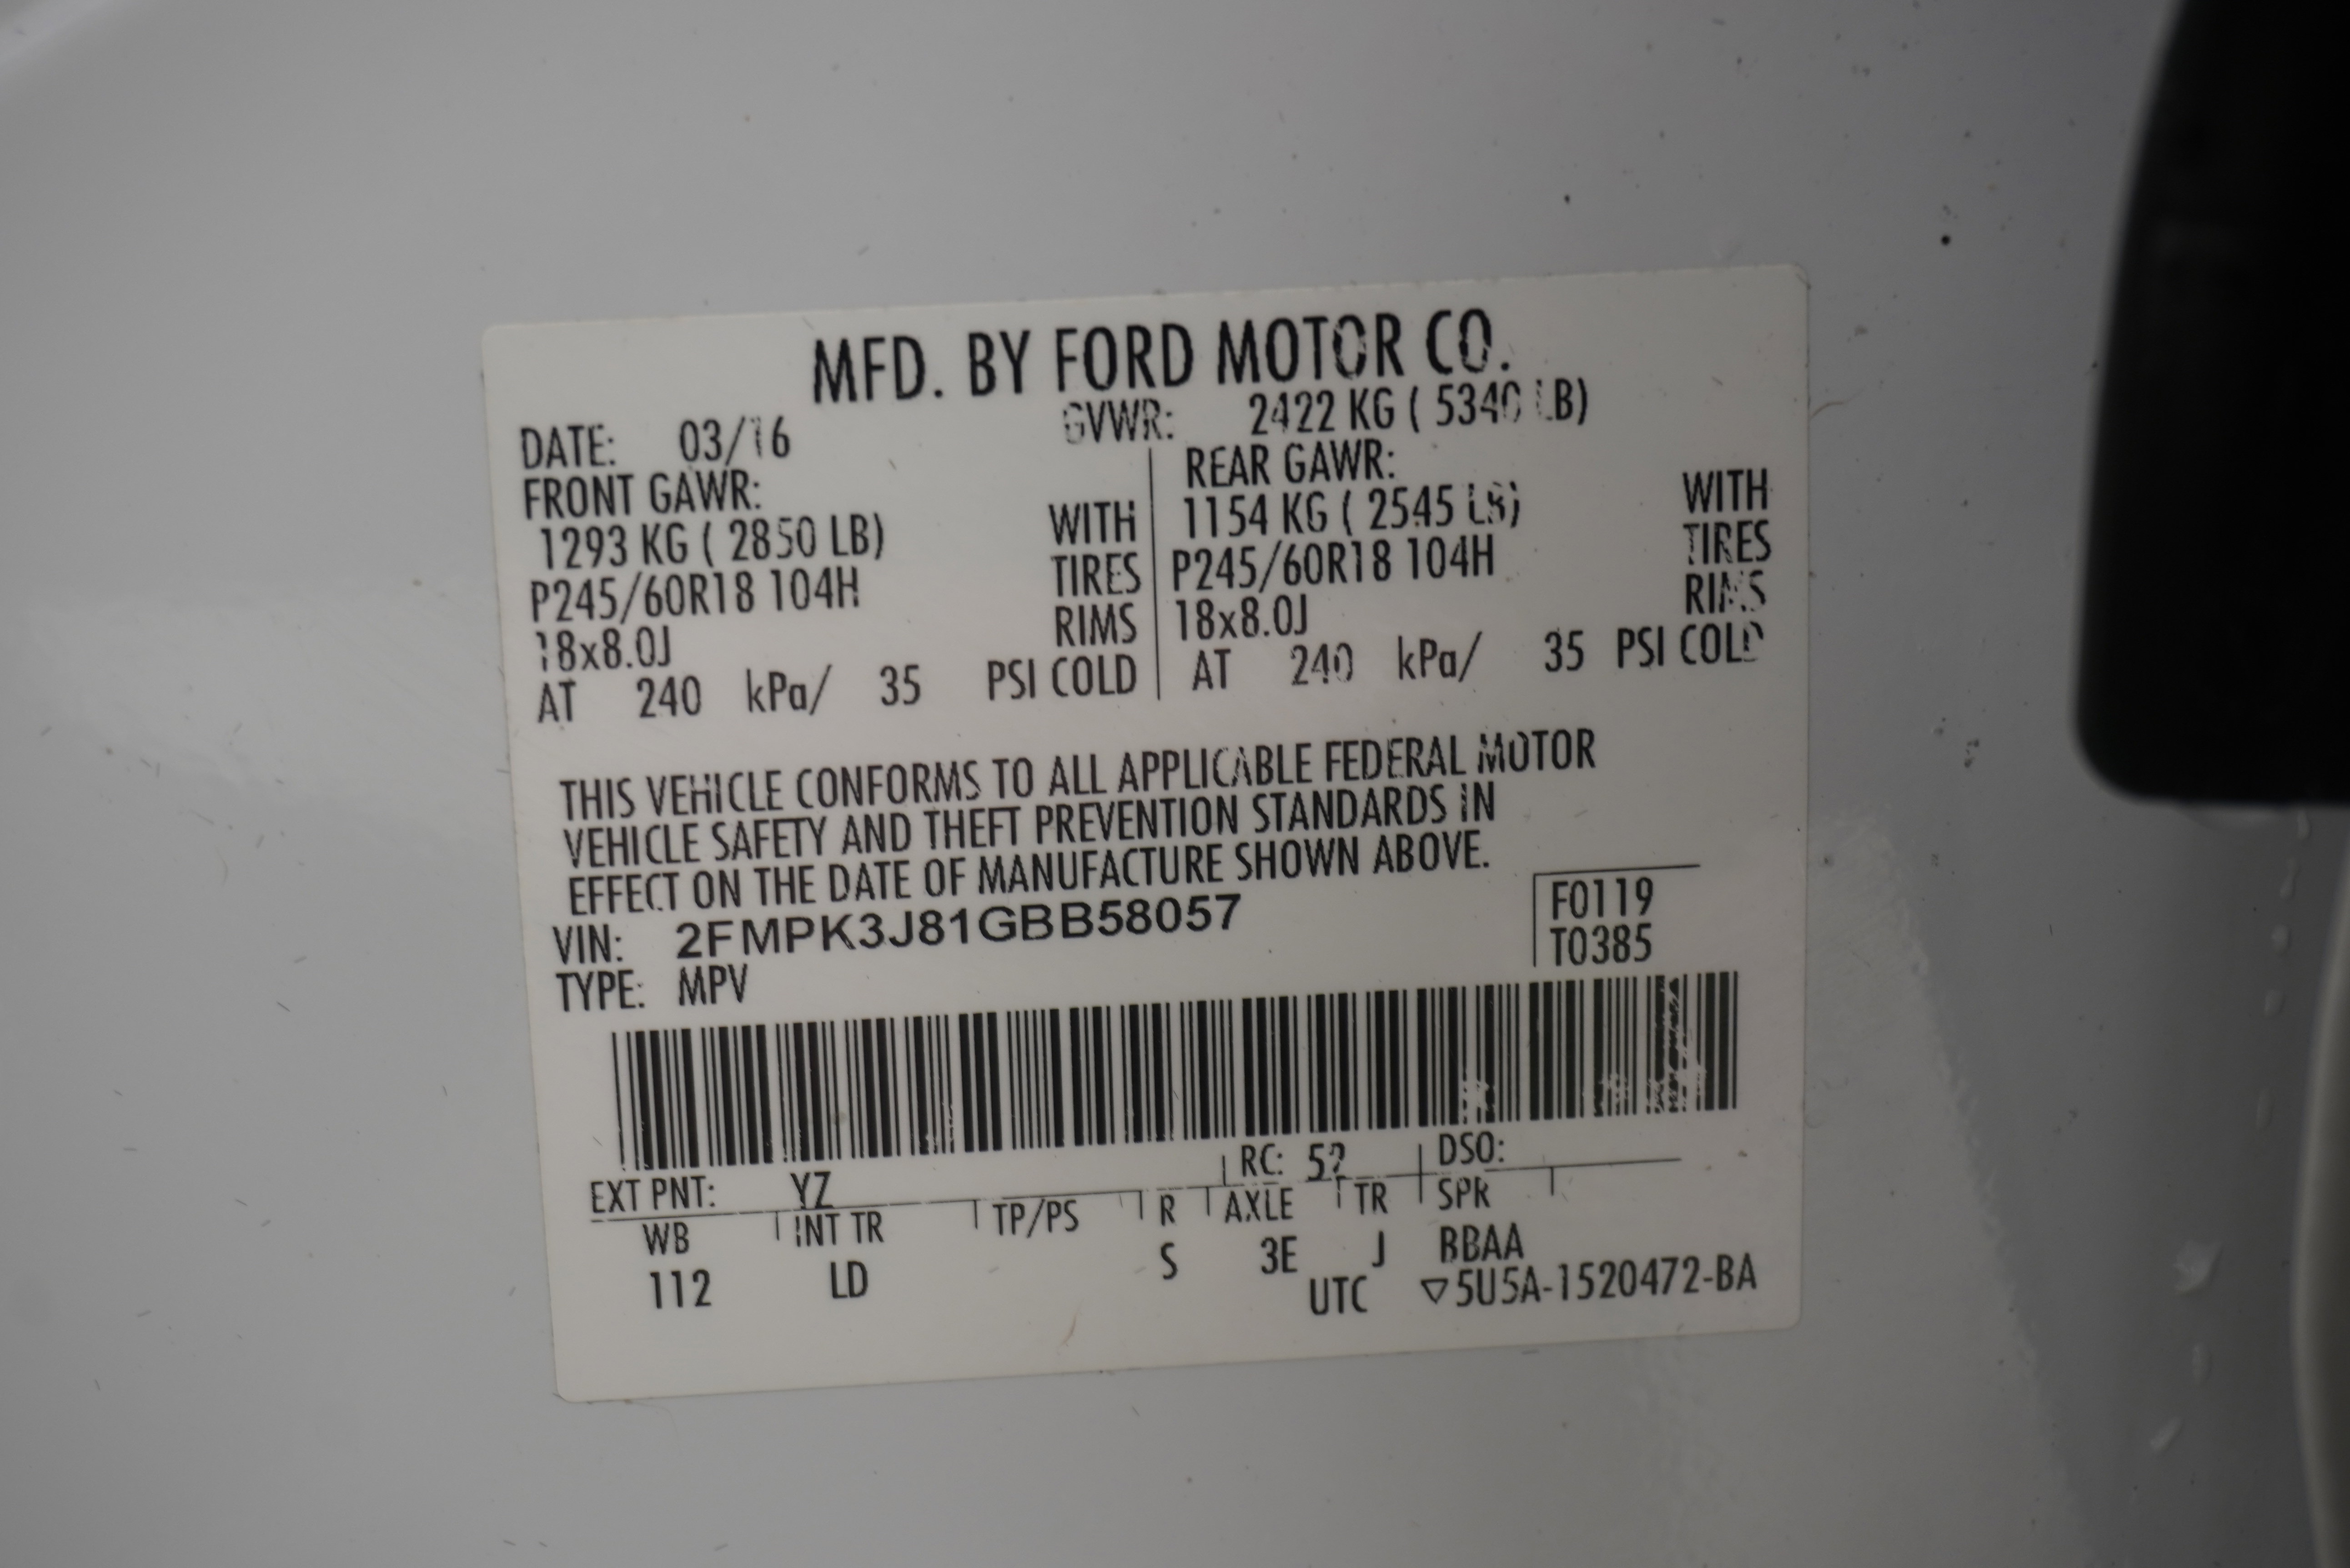 MFD. BY FORD MOTOR CO.
DATE: 03/16 GVWR: 2422 KG ( 5340 LB)
FRONT GAWR: REAR GAWR:
1293 KG ( 2850 LB) WITH 1154 KG ( 2545 LB) WITH
P245/60R18 104H TIRES P245/60R18 104H TIRES
18x8.0J RIMS 18x8.0J RIMS
AT 240 kPa/ 35 PSI COLD AT 240 kPa/ 35 PSI COLD
THIS VEHICLE CONFORMS TO ALL APPLICABLE FEDERAL MOTOR
VEHICLE SAFETY AND THEFT PREVENTION STANDARDS IN
EFFECT ON THE DATE OF MANUFACTURE SHOWN ABOVE.
VIN: 2FMPK3J81GBB58057 F0119
TYPE: MPV T0385
EXT PNT: YZ RC: 52 DSO:
WB INT TR TP/PS R AXLE TR SPR
112 LD S 3E J BBAA
UTC ▽5U5A-1520472-BA